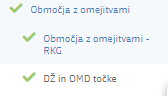 Območja z omejitvami
Območja z omejitvami -
RKG
DŽ in OMD točke